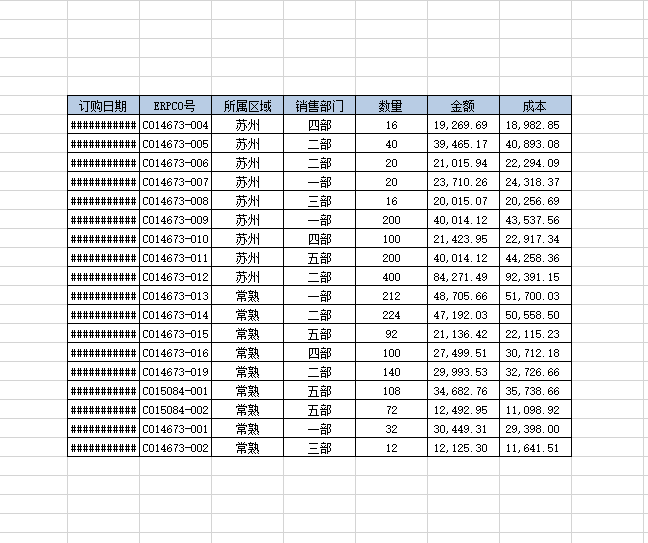 订购日期 ERPCO号 所属区域 销售部门 数量 金额 成本
########### C014673-004 苏州 四部 16 19,269.69 18,982.85
########### C014673-005 苏州 二部 40 39,465.17 40,893.08
########### C014673-006 苏州 二部 20 21,015.94 22,294.09
########### C014673-007 苏州 一部 20 23,710.26 24,318.37
########### C014673-008 苏州 三部 16 20,015.07 20,256.69
########### C014673-009 苏州 一部 200 40,014.12 43,537.56
########### C014673-010 苏州 四部 100 21,423.95 22,917.34
########### C014673-011 苏州 五部 200 40,014.12 44,258.36
########### C014673-012 苏州 二部 400 84,271.49 92,391.15
########### C014673-013 常熟 一部 212 48,705.66 51,700.03
########### C014673-014 常熟 二部 224 47,192.03 50,558.50
########### C014673-015 常熟 五部 92 21,136.42 22,115.23
########### C014673-016 常熟 四部 100 27,499.51 30,712.18
########### C014673-019 常熟 二部 140 29,993.53 32,726.66
########### C015084-001 常熟 五部 108 34,682.76 35,738.66
########### C015084-002 常熟 五部 72 12,492.95 11,098.92
########### C014673-001 常熟 一部 32 30,449.31 29,398.00
########### C014673-002 常熟 三部 12 12,125.30 11,641.51